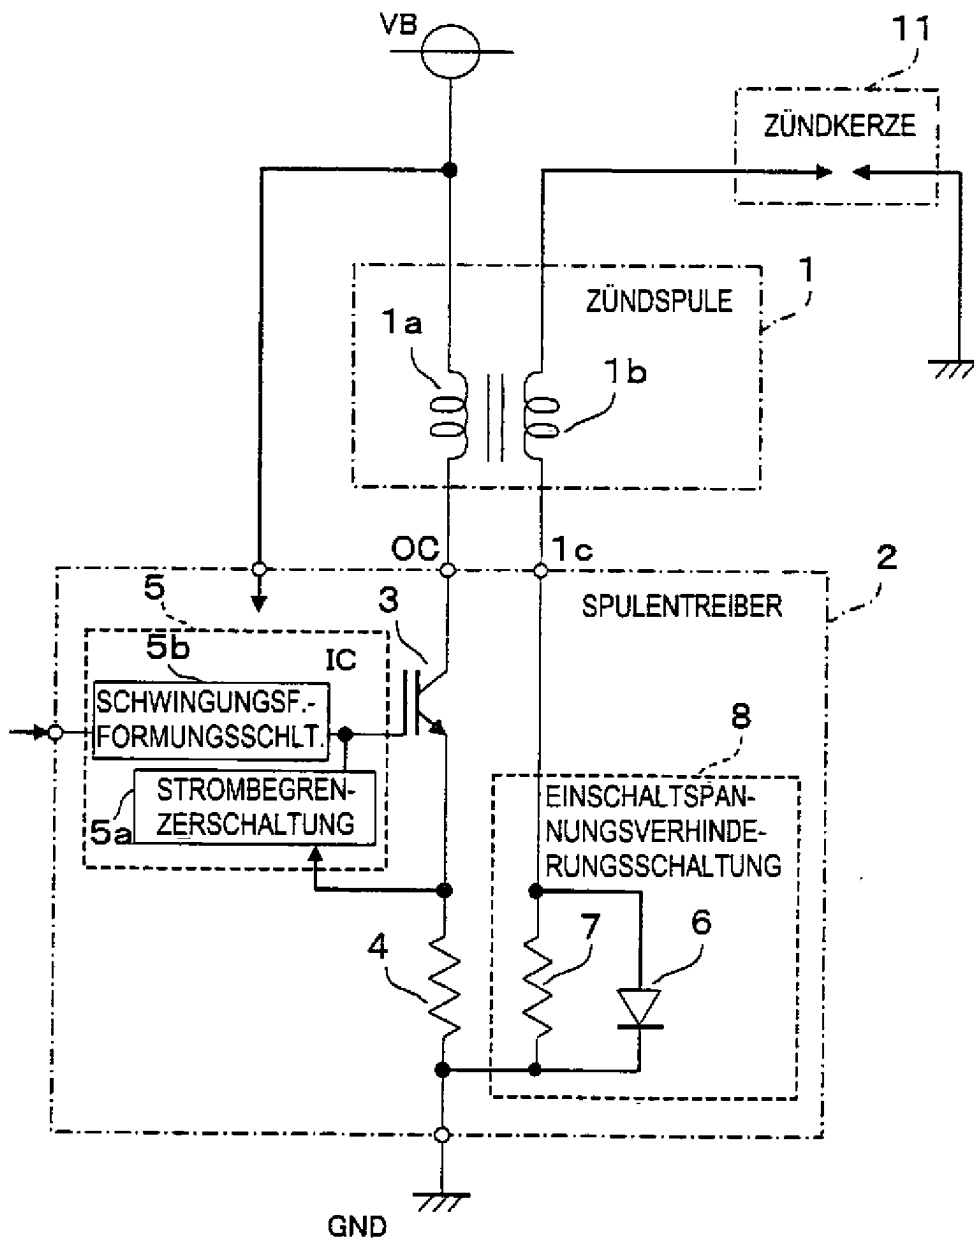 VB
11
ZÜNDKERZE
1
ZÜNDSPULE
1a
1b
OC
1c
2
SPULENTREIBER
5
3
5b
IC
SCHWINGUNGSF.-
FORMUNGSSCHLT.
8
5a
STROMBEGREN-
ZERSCHALTUNG
EINSCHALTSPAN-
NUNGSVERHINDE-
RUNGSSCHALTUNG
4
7
6
GND